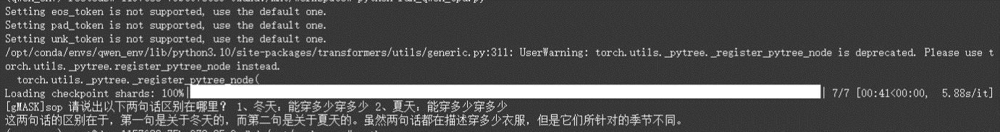 Setting eos_token is not supported, use the default one.
Setting pad_token is not supported, use the default one.
Setting unk_token is not supported, use the default one.
/opt/conda/envs/qwen_env/lib/python3.10/site-packages/transformers/utils/generic.py:311: UserWarning: torch.utils._pytree._register_pytree_node is deprecated. Please use t
orch.utils._pytree.register_pytree_node instead.
  torch.utils._pytree._register_pytree_node(
Loading checkpoint shards: 100%| | 7/7 [00:41<00:00,  5.88s/it]
[gMASK]sop 请说出以下两句话区别在哪里? 1、冬天:能穿多少穿多少 2、夏天:能穿多少穿多少
这两句话的区别在于,第一句是关于冬天的,而第二句是关于夏天的。虽然两句话都在描述穿多少衣服,但是它们所针对的季节不同。